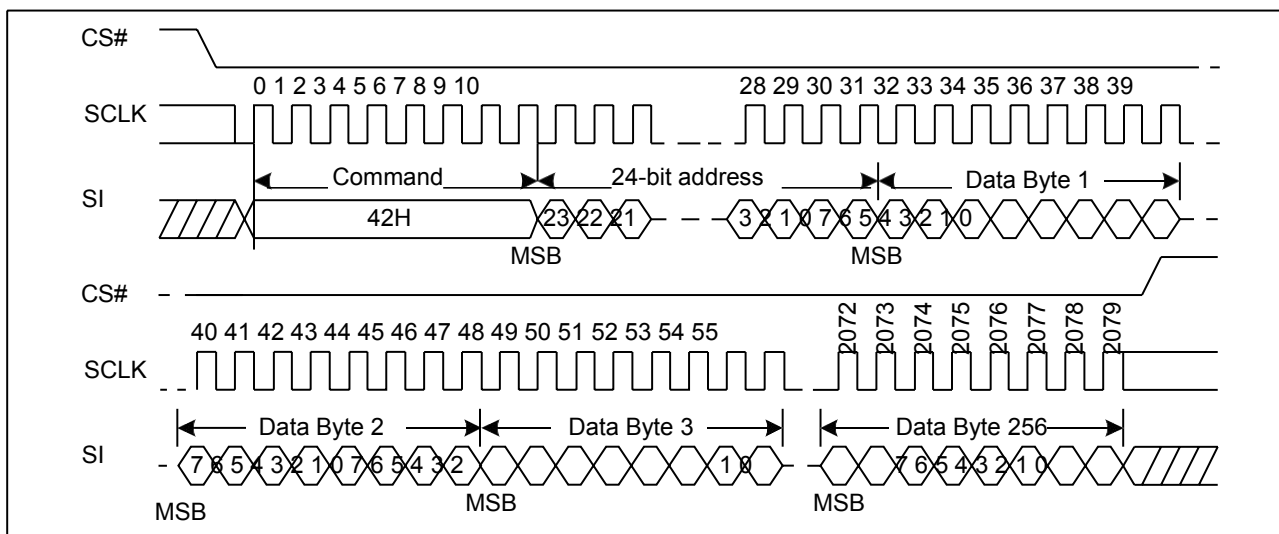 CS#
0 1 2 3 4 5 6 7 8 9 10 28 29 30 31 32 33 34 35 36 37 38 39
SCLK
Command 24-bit address Data Byte 1
SI
42H 23 22 21 3 2 1 0 7 6 5 4 3 2 1 0
MSB MSB
CS#
40 41 42 43 44 45 46 47 48 49 50 51 52 53 54 55 2072 2073 2074 2075 2076 2077 2078 2079
SCLK
Data Byte 2 Data Byte 3 Data Byte 256
SI
7 6 5 4 3 2 1 0 7 6 5 4 3 2 1 0 7 6 5 4 3 2 1 0
MSB MSB MSB